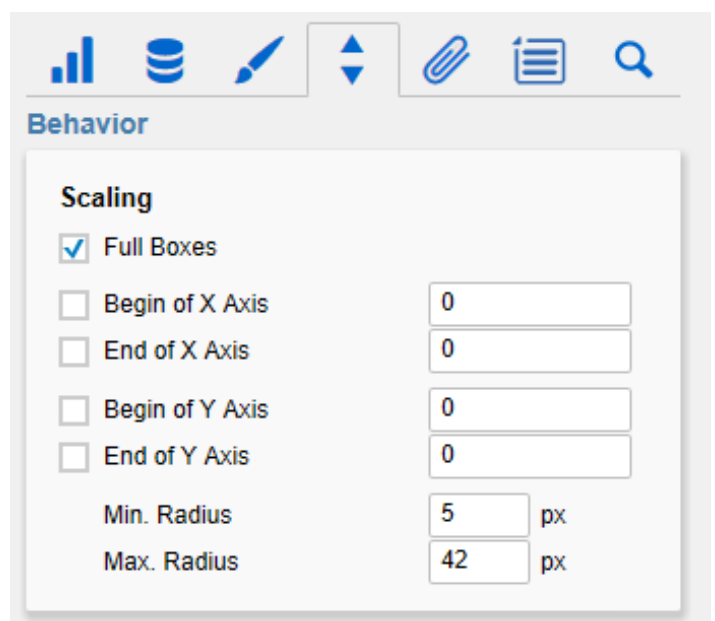 Behavior
Scaling
Full Boxes
Begin of X Axis 0
End of X Axis 0
Begin of Y Axis 0
End of Y Axis 0
Min. Radius 5 px
Max. Radius 42 px